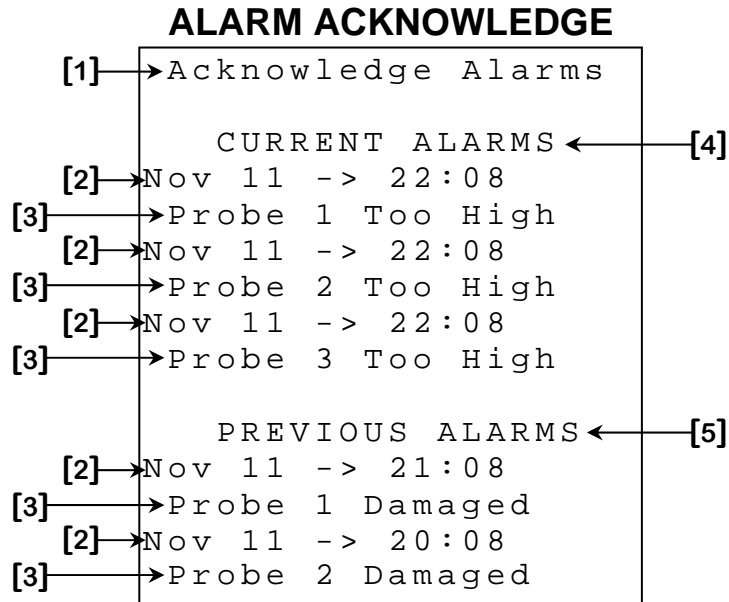 ALARM ACKNOWLEDGE
[1] Acknowledge Alarms
CURRENT ALARMS [4]
[2] Nov 11 -> 22:08
[3] Probe 1 Too High
[2] Nov 11 -> 22:08
[3] Probe 2 Too High
[2] Nov 11 -> 22:08
[3] Probe 3 Too High
PREVIOUS ALARMS [5]
[2] Nov 11 -> 21:08
[3] Probe 1 Damaged
[2] Nov 11 -> 20:08
[3] Probe 2 Damaged